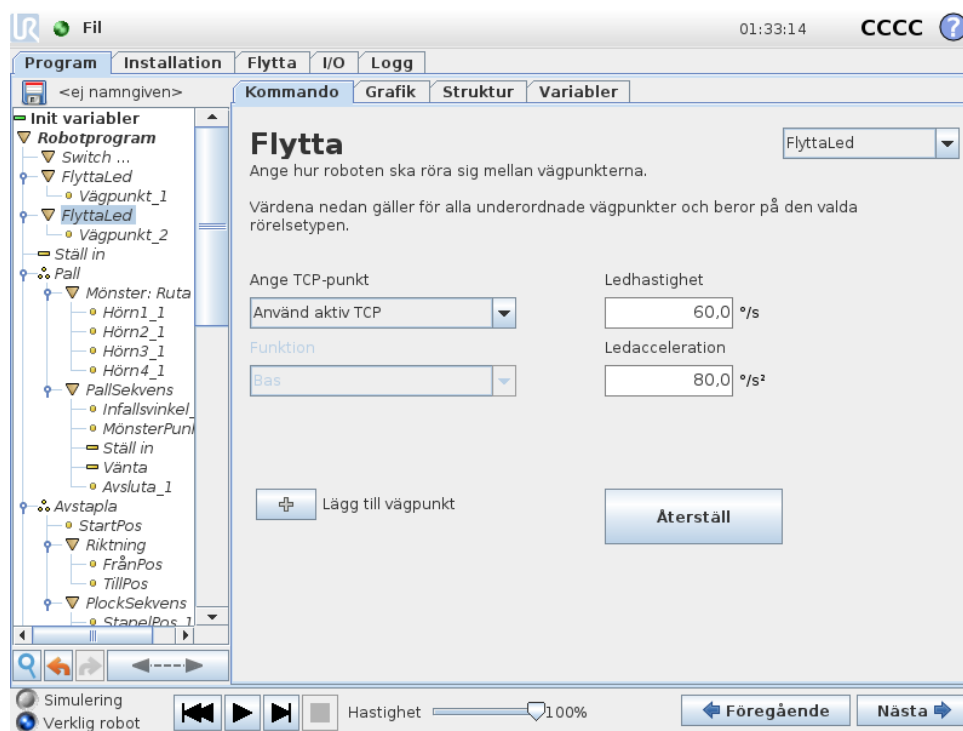 UR Fil 01:33:14 CCCC ?
Program Installation Flytta I/O Logg
<ej namngiven>
Kommando Grafik Struktur Variabler
Init variabler
Robotprogram
Switch ...
FlyttaLed
Vägpunkt_1
FlyttaLed
Vägpunkt_2
Ställ in
Pall
Mönster: Ruta
Hörn1_1
Hörn2_1
Hörn3_1
Hörn4_1
PallSekvens
Infallsvinkel_
MönsterPunk
Ställ in
Vänta
Avsluta_1
Avstapla
StartPos
Riktning
FrånPos
TillPos
PlockSekvens
StapelPos_1
Flytta
FlyttaLed
Ange hur roboten ska röra sig mellan vägpunkterna.
Värdena nedan gäller för alla underordnade vägpunkter och beror på den valda
rörelsetypen.
Ange TCP-punkt
Använd aktiv TCP
Funktion
Bas
Ledhastighet
60,0 °/s
Ledacceleration
80,0 °/s²
Lägg till vägpunkt
Återställ
Simulering
Verklig robot
Hastighet 100%
Föregående
Nästa